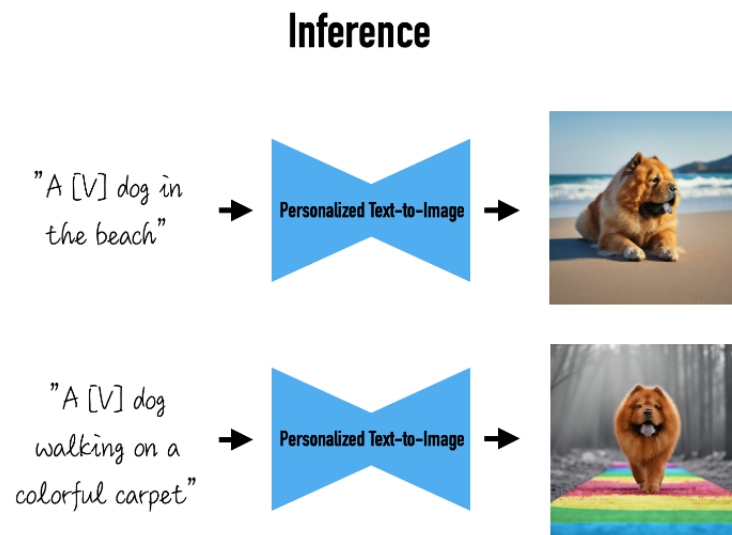 Inference
"A [V] dog in
the beach"
Personalized Text-to-Image
"A [V] dog
walking on a
colorful carpet"
Personalized Text-to-Image